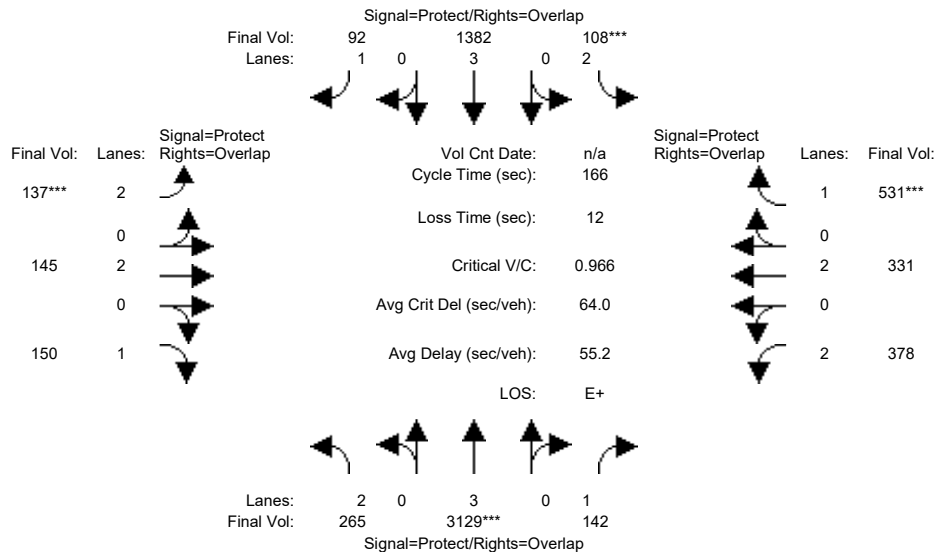 Signal=Protect/Rights=Overlap
Final Vol: 92 1382 108***
Lanes: 1 0 3 0 2
Signal=Protect
Final Vol: Lanes: Rights=Overlap
Vol Cnt Date: n/a
Signal=Protect
Rights=Overlap Lanes: Final Vol:
Cycle Time (sec): 166
137*** 2
1 531***
Loss Time (sec): 12
0
0
145 2 Critical V/C: 0.966 2 331
0 Avg Crit Del (sec/veh): 64.0 0
150 1 Avg Delay (sec/veh): 55.2 2 378
LOS: E+
Lanes: 2 0 3 0 1
Final Vol: 265 3129*** 142
Signal=Protect/Rights=Overlap